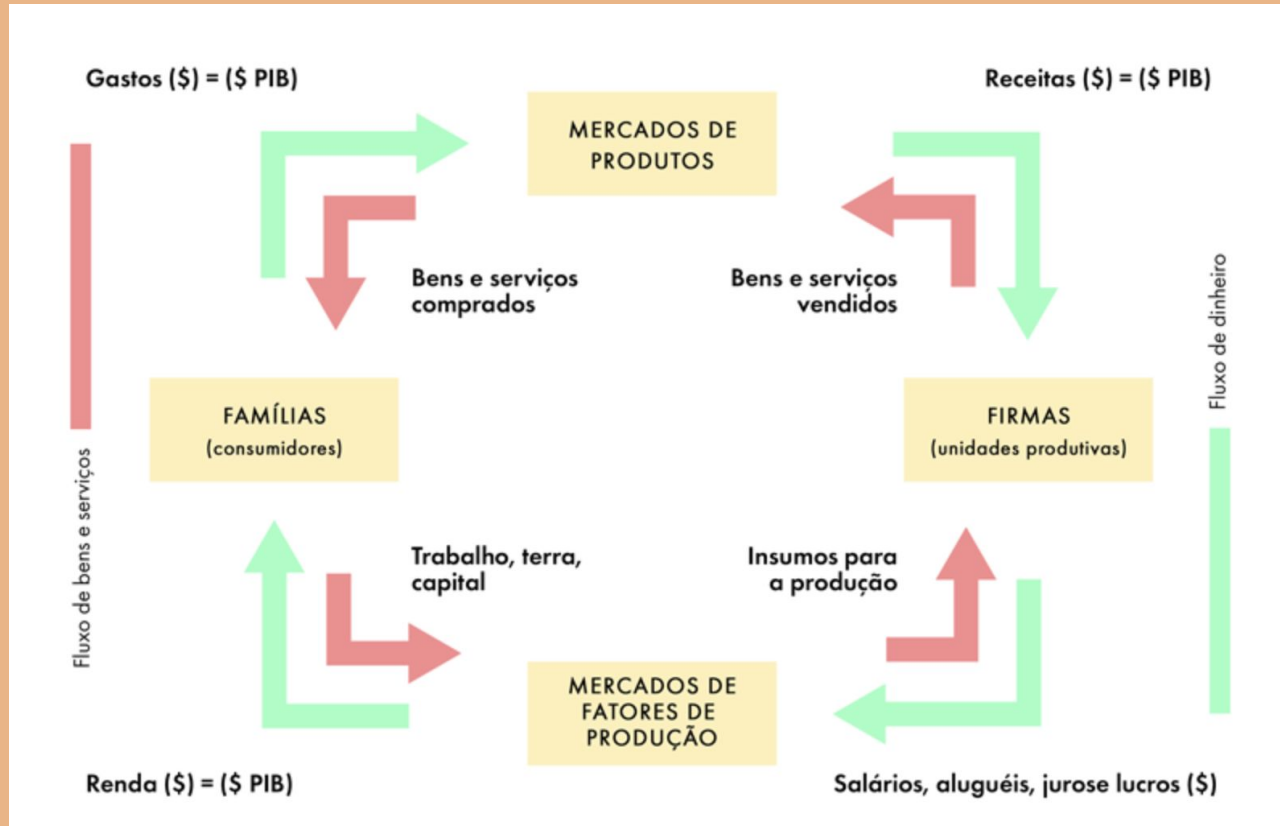 Gastos ($) = ($ PIB)
Receitas ($) = ($ PIB)
MERCADOS DE
PRODUTOS
Bens e serviços
comprados
Bens e serviços
vendidos
Fluxo de dinheiro
FAMÍLIAS
(consumidores)
FIRMAS
(unidades produtivas)
Fluxo de bens e serviços
Trabalho, terra,
capital
Insumos para
a produção
MERCADOS DE
FATORES DE
PRODUÇÃO
Renda ($) = ($ PIB)
Salários, aluguéis, jurose lucros ($)